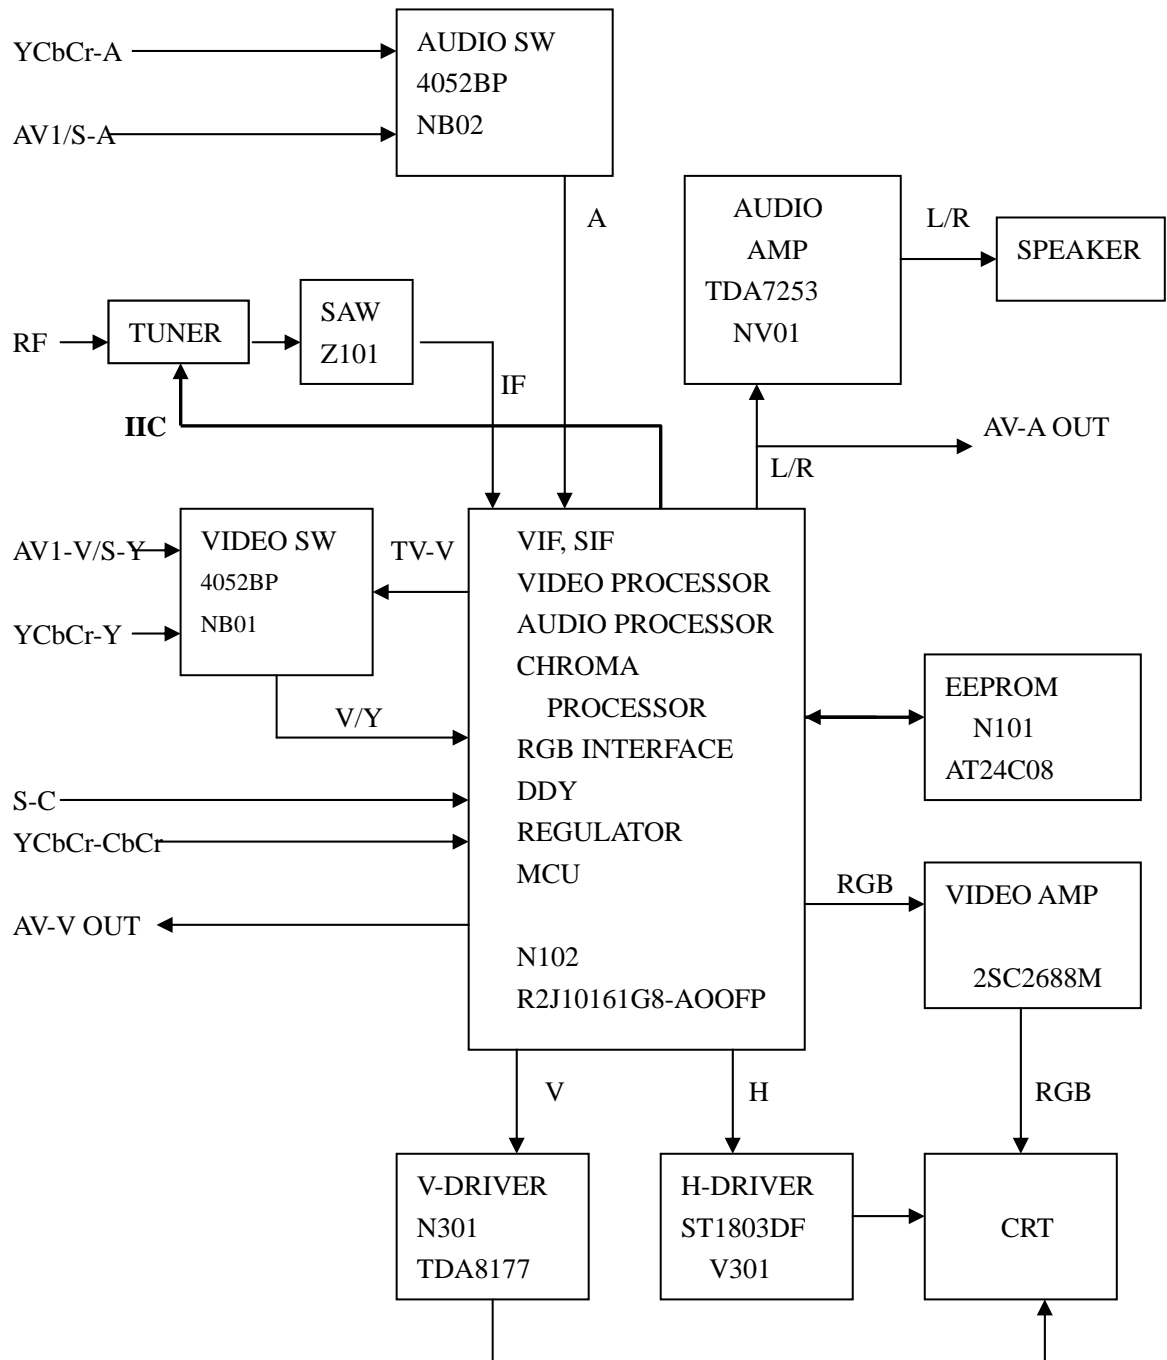 YCbCr-A
AV1/S-A
AUDIO SW
4052BP
NB02
A
AUDIO
AMP
TDA7253
NV01
L/R
SPEAKER
RF
TUNER
SAW
Z101
IF
IIC
AV-A OUT
L/R
AV1-V/S-Y
YCbCr-Y
VIDEO SW
4052BP
NB01
TV-V
V/Y
S-C
YCbCr-CbCr
AV-V OUT
VIF, SIF
VIDEO PROCESSOR
AUDIO PROCESSOR
CHROMA
PROCESSOR
RGB INTERFACE
DDY
REGULATOR
MCU
N102
R2J10161G8-AOOFP
EEPROM
N101
AT24C08
RGB
VIDEO AMP
2SC2688M
V
H
RGB
V-DRIVER
N301
TDA8177
H-DRIVER
ST1803DF
V301
CRT